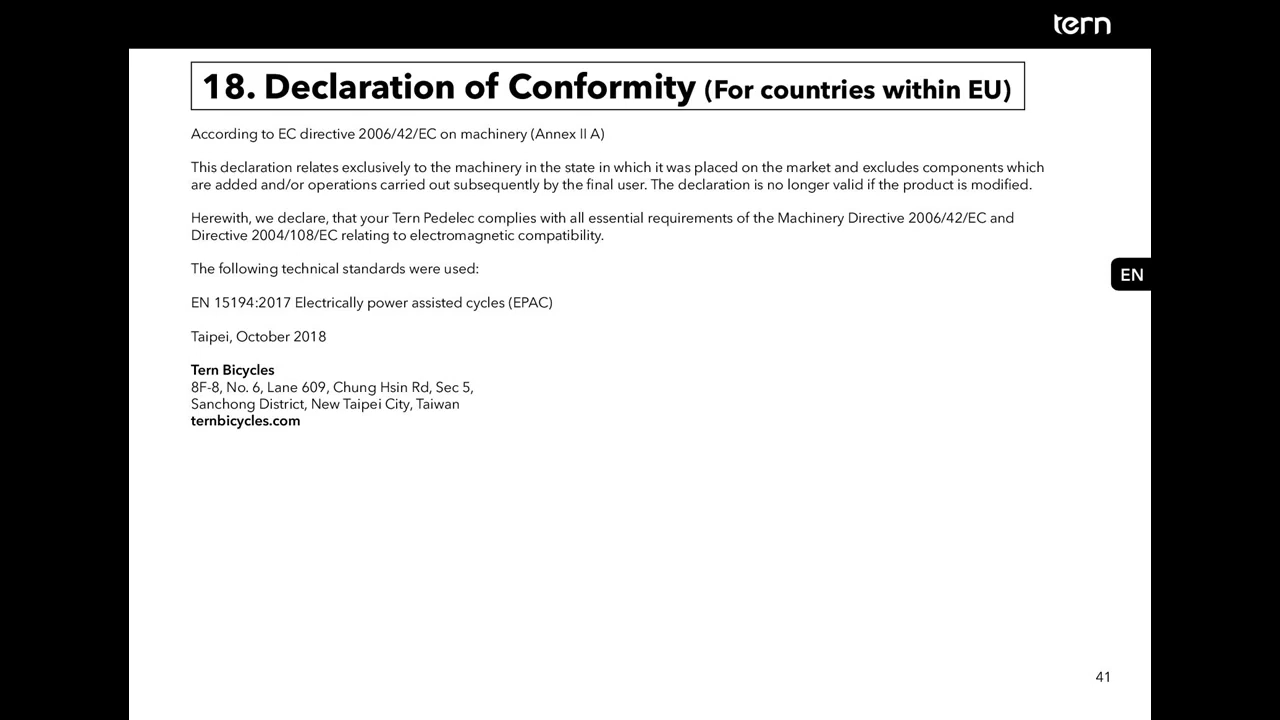 tern
18. Declaration of Conformity (For countries within EU)
According to EC directive 2006/42/EC on machinery (Annex II A)
This declaration relates exclusively to the machinery in the state in which it was placed on the market and excludes components which
are added and/or operations carried out subsequently by the final user. The declaration is no longer valid if the product is modified.
Herewith, we declare, that your Tern Pedelec complies with all essential requirements of the Machinery Directive 2006/42/EC and
Directive 2004/108/EC relating to electromagnetic compatibility.
The following technical standards were used:
EN
EN 15194:2017 Electrically power assisted cycles (EPAC)
Taipei, October 2018
Tern Bicycles
8F-8, No. 6, Lane 609, Chung Hsin Rd, Sec 5,
Sanchong District, New Taipei City, Taiwan
ternbicycles.com
41